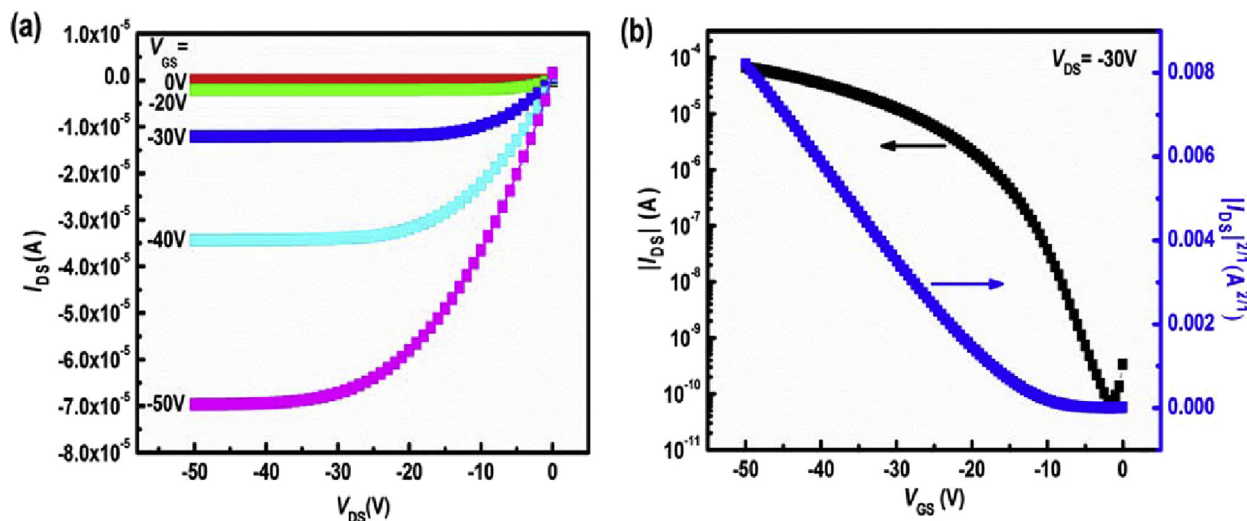 (a)
V_GS =
0V
-20V
-30V
-40V
-50V
1.0x10^-5
0.0
-1.0x10^-5
-2.0x10^-5
-3.0x10^-5
-4.0x10^-5
-5.0x10^-5
-6.0x10^-5
-7.0x10^-5
-8.0x10^-5
I_DS(A)
-50 -40 -30 -20 -10 0
V_DS(V)
(b)
V_DS= -30V
10^-4
10^-5
10^-6
10^-7
10^-8
10^-9
10^-10
10^-11
|I_DS| (A)
-50 -40 -30 -20 -10 0
V_GS (V)
0.008
0.006
0.004
0.002
0.000
|I_DS|^2/1(A^2/1)